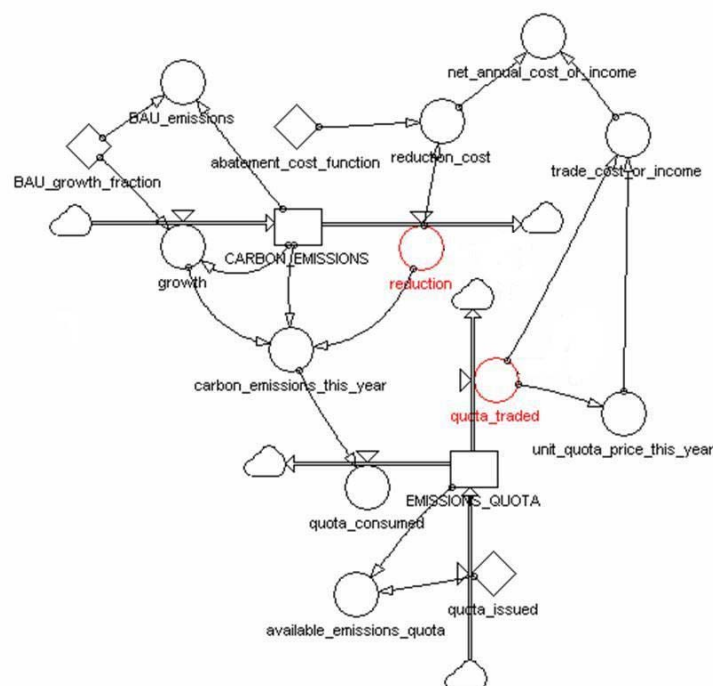 net_annual_cost_or_income
BAU_emissions
abatement_cost_function
reduction_cost
trade_cost_or_income
BAU_growth_fraction
CARBON_EMISSIONS
growth
reduction
carbon_emissions_this_year
quota_traded
unit_quota_price_this_year
EMISSIONS_QUOTA
quota_consumed
quota_issued
available_emissions_quota